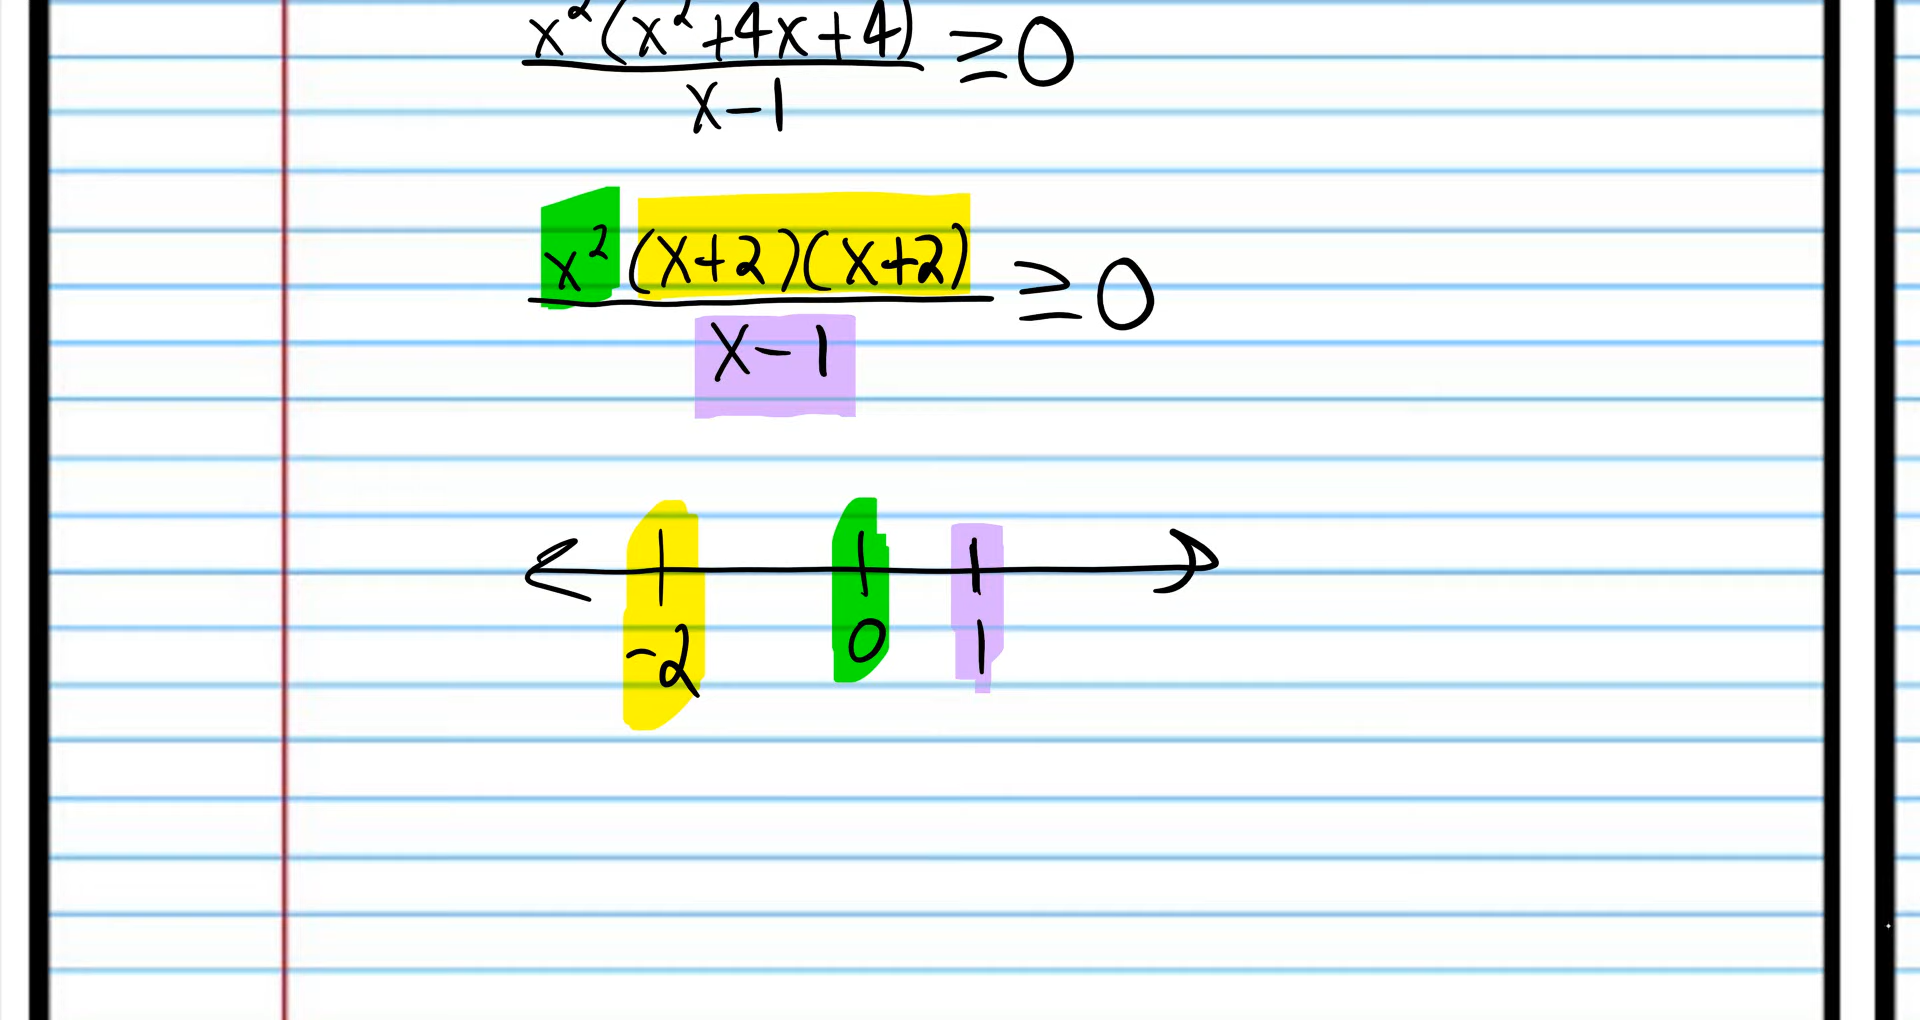 x²(x²+4x+4) ≥0
x-1
x²(x+2)(x+2) ≥0
x-1
-2 0 1